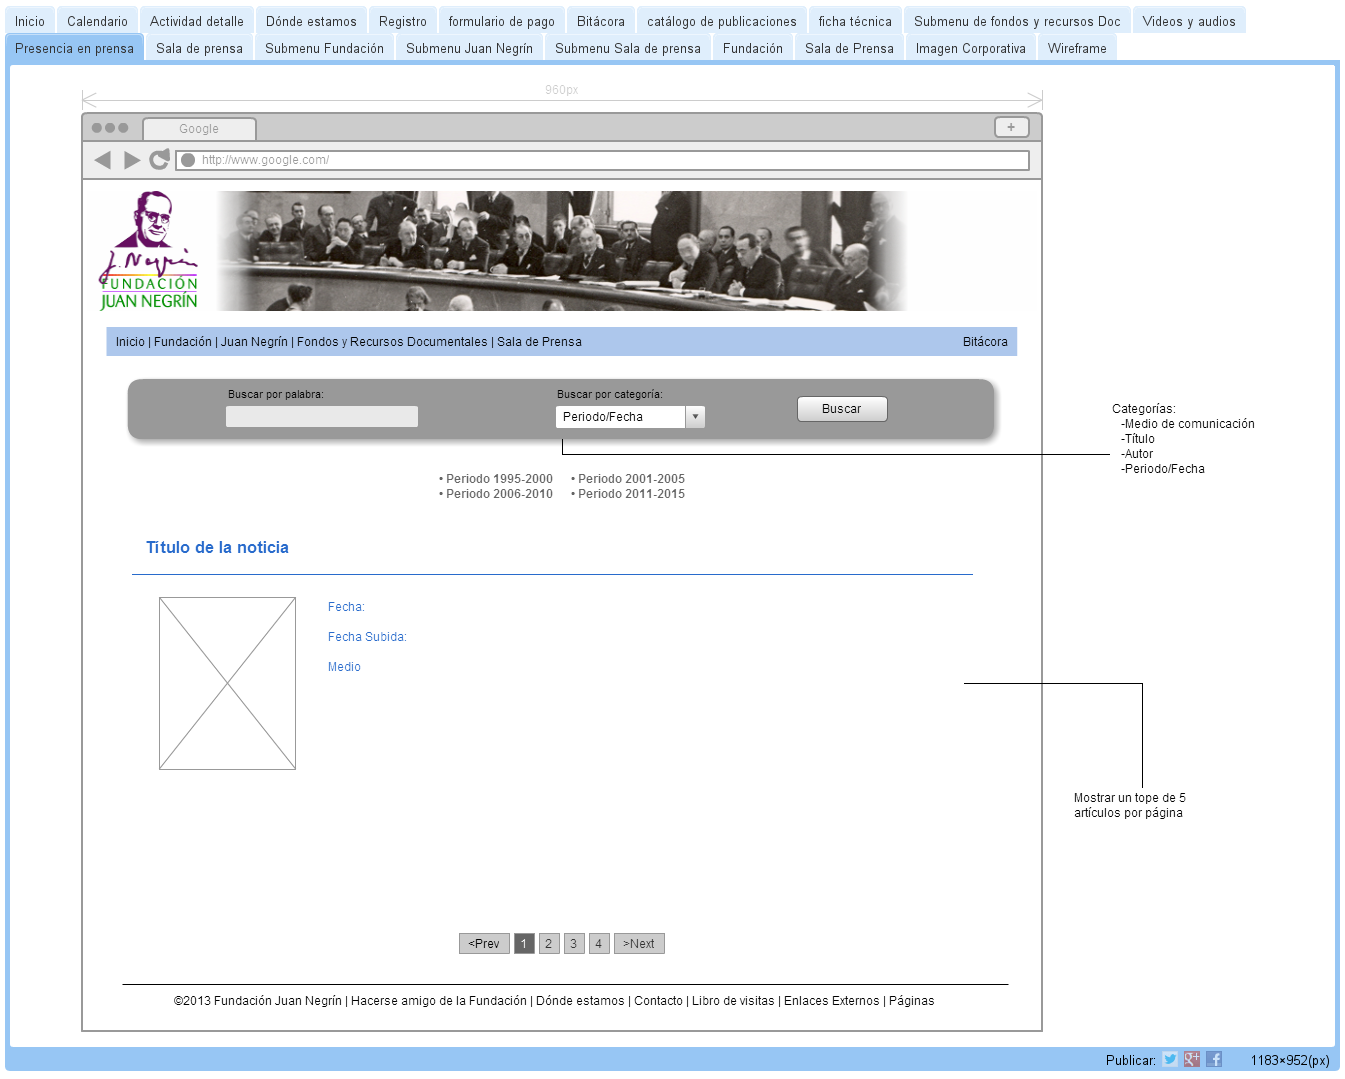 Inicio Calendario Actividad detalle Dónde estamos Registro formulario de pago Bitácora catálogo de publicaciones ficha técnica Submenu de fondos y recursos Doc Videos y audios
Presencia en prensa Sala de prensa Submenu Fundación Submenu Juan Negrín Submenu Sala de prensa Fundación Sala de Prensa Imagen Corporativa Wireframe
960px
Google +
http://www.google.com/
J. Negrín
FUNDACIÓN
JUAN NEGRÍN
Inicio | Fundación | Juan Negrín | Fondos y Recursos Documentales | Sala de Prensa Bitácora
Buscar por palabra: Buscar por categoría:
Periodo/Fecha Buscar
Categorías:
-Medio de comunicación
-Título
-Autor
-Periodo/Fecha
• Periodo 1995-2000 • Periodo 2001-2005
• Periodo 2006-2010 • Periodo 2011-2015
Título de la noticia
Fecha:
Fecha Subida:
Medio
Mostrar un tope de 5
artículos por página
<Prev 1 2 3 4 >Next
©2013 Fundación Juan Negrín | Hacerse amigo de la Fundación | Dónde estamos | Contacto | Libro de visitas | Enlaces Externos | Páginas
Publicar: g+ f 1183×952(px)